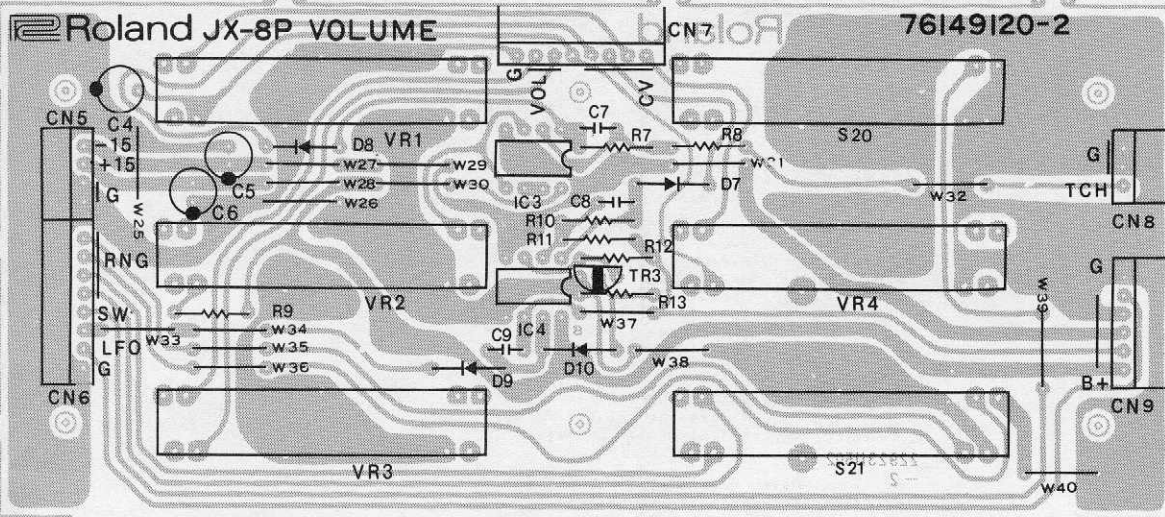 Roland JX-8P VOLUME
CN7
Roland
76149120-2
G
VOL
CV
CN5
C4
-15
+15
G
W25
C5
C6
D8
VR1
W27
W28
W26
W29
W30
C7
R7
R8
IC3
C8
D7
R10
R11
R12
TR3
R13
W37
S20
W32
G
TCH
CN8
RNG
SW
W33
LFO
G
CN6
VR2
R9
W34
W35
W36
D9
C9
IC4
D10
W38
VR4
W39
G
B+
CN9
VR3
S21
W40